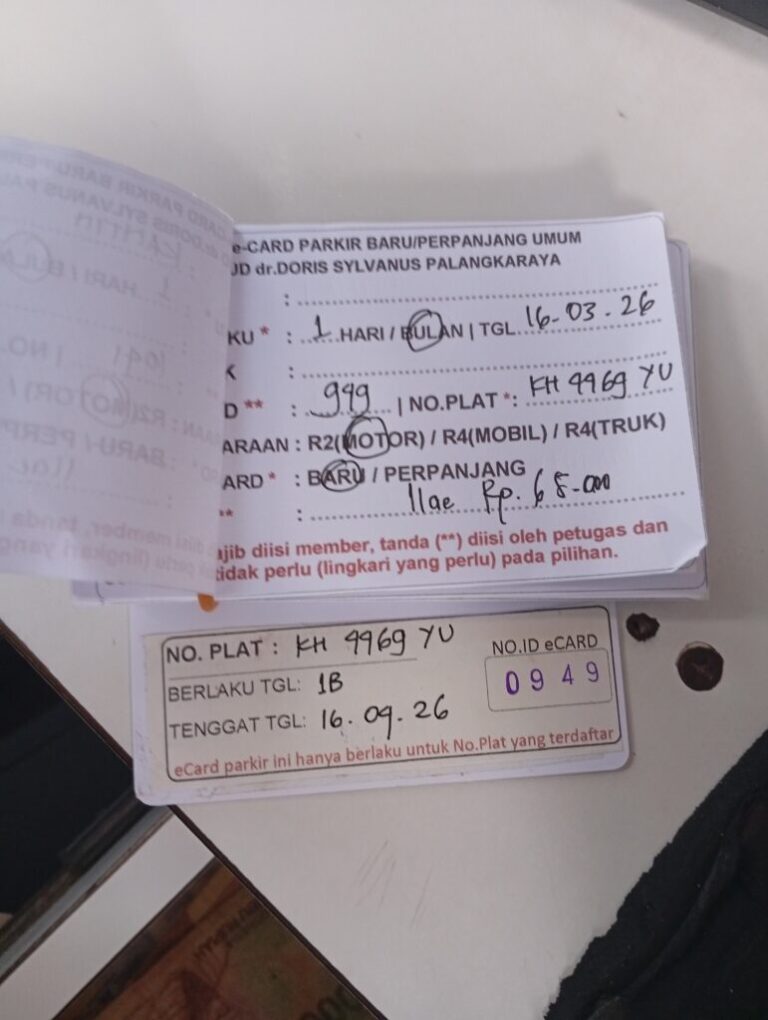 e-CARD PARKIR BARU/PERPANJANG UMUM
UD dr.DORIS SYLVANUS PALANGKARAYA
:
KU * : 1 HARI / BULAN | TGL 16-03-26
K :
D ** : 949 | NO.PLAT *: KH 4969 YU
ARAAN : R2(MOTOR) / R4(MOBIL) / R4(TRUK)
ARD * : BARU / PERPANJANG
** : Rp. 65.000
ajib diisi member, tanda (**) diisi oleh petugas dan
tidak perlu (lingkari yang perlu) pada pilihan.
NO. PLAT : KH 4969 YU
NO.ID eCARD
BERLAKU TGL: 1B
0949
TENGGAT TGL: 16.04.26
eCard parkir ini hanya berlaku untuk No.Plat yang terdaftar